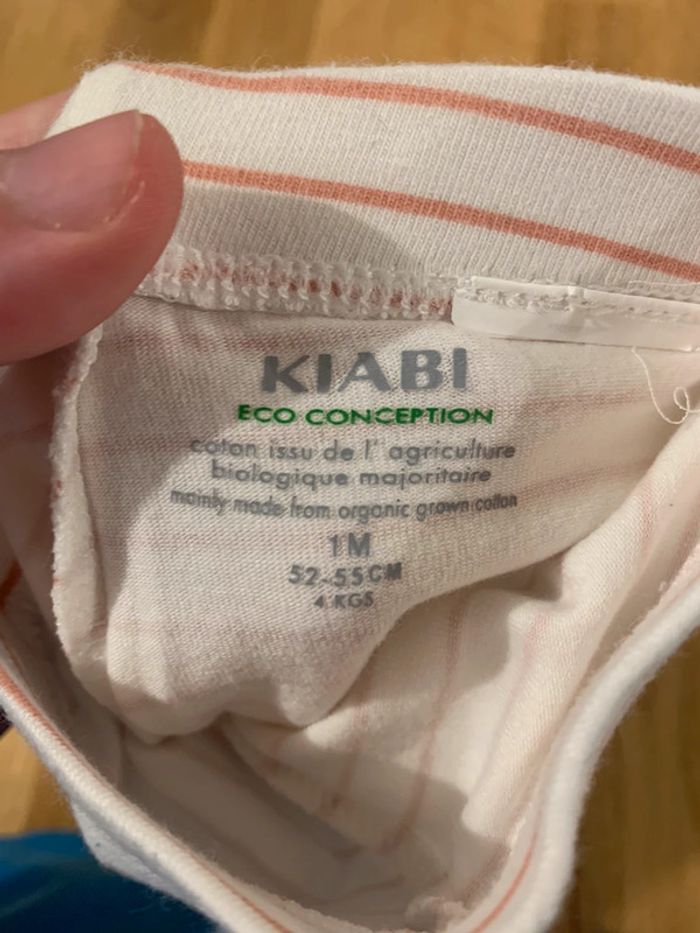 KIABI
ECO CONCEPTION
coton issu de l' agriculture
biologique majoritaire
mainly made from organic grown cotton
1M
52-55CM
4 KGS